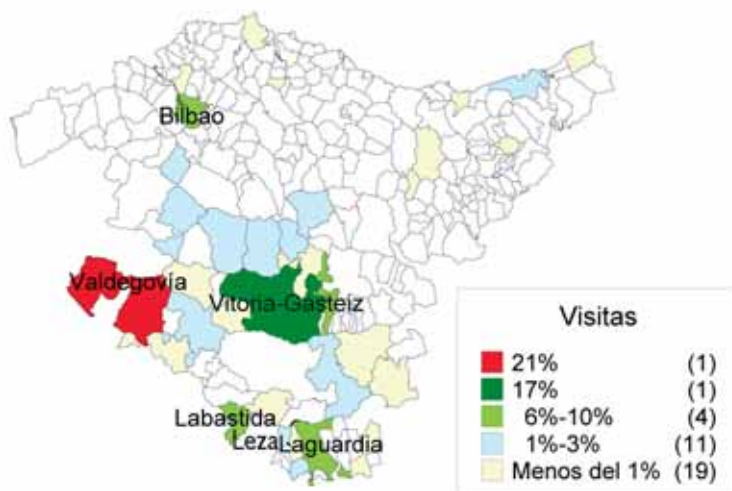 Bilbao
Valdegovía
Vitoria-Gasteiz
Labastida
Leza
Laguardia
Visitas
21% (1)
17% (1)
6%-10% (4)
1%-3% (11)
Menos del 1% (19)